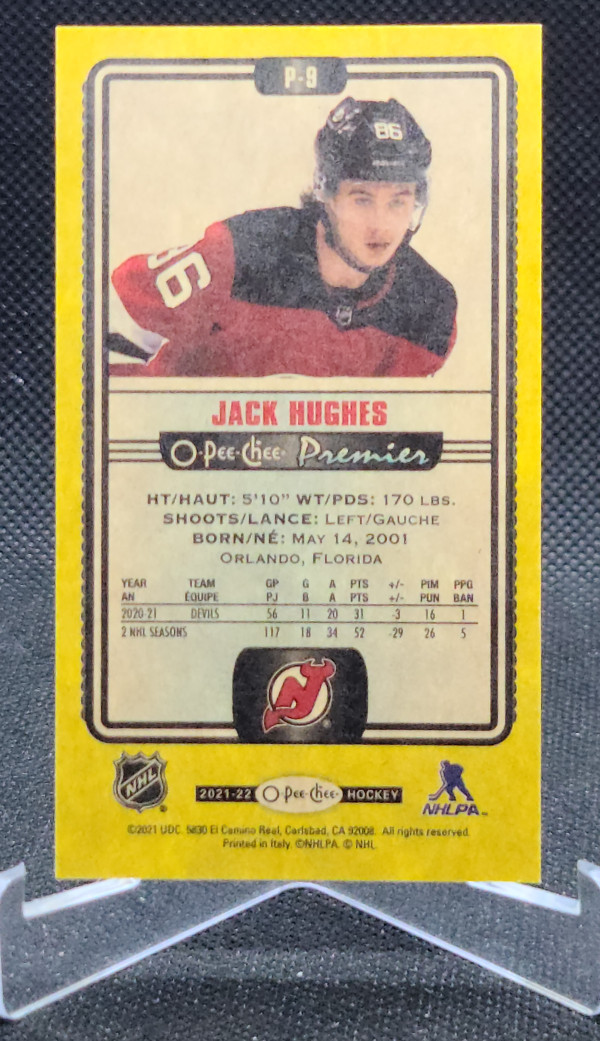 P-9
86
86
JACK HUGHES
O-Pee-Chee Premier
HT/HAUT: 5'10" WT/PDS: 170 LBS.
SHOOTS/LANCE: LEFT/GAUCHE
BORN/NÉ: MAY 14, 2001
ORLANDO, FLORIDA
YEAR TEAM GP G A PTS +/- PIM PPG
AN ÉQUIPE PJ B A PTS +/- PUN BAN
2020-21 DEVILS 56 11 20 31 -3 16 1
2 NHL SEASONS 117 18 34 52 -29 26 5
NHL
2021-22 O-Pee-Chee HOCKEY
NHLPA
©2021 UDC. 5830 El Camino Real, Carlsbad, CA 92008. All rights reserved.
Printed in Italy. ©NHLPA. © NHL